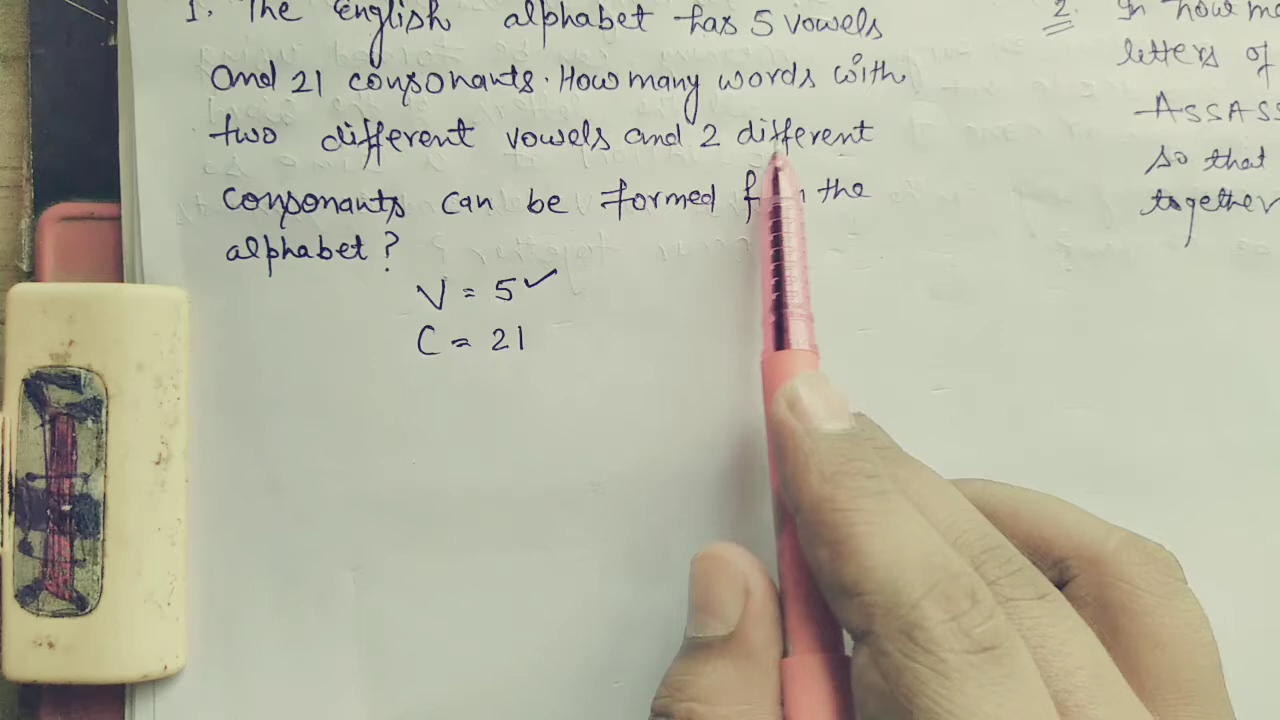 1. The English alphabet has 5 vowels
and 21 consonants. How many words with
two different vowels and 2 different
consonants can be formed the
alphabet?
V = 5 ✓
C = 21
2. In how
letters of
ASSASS
so that
together